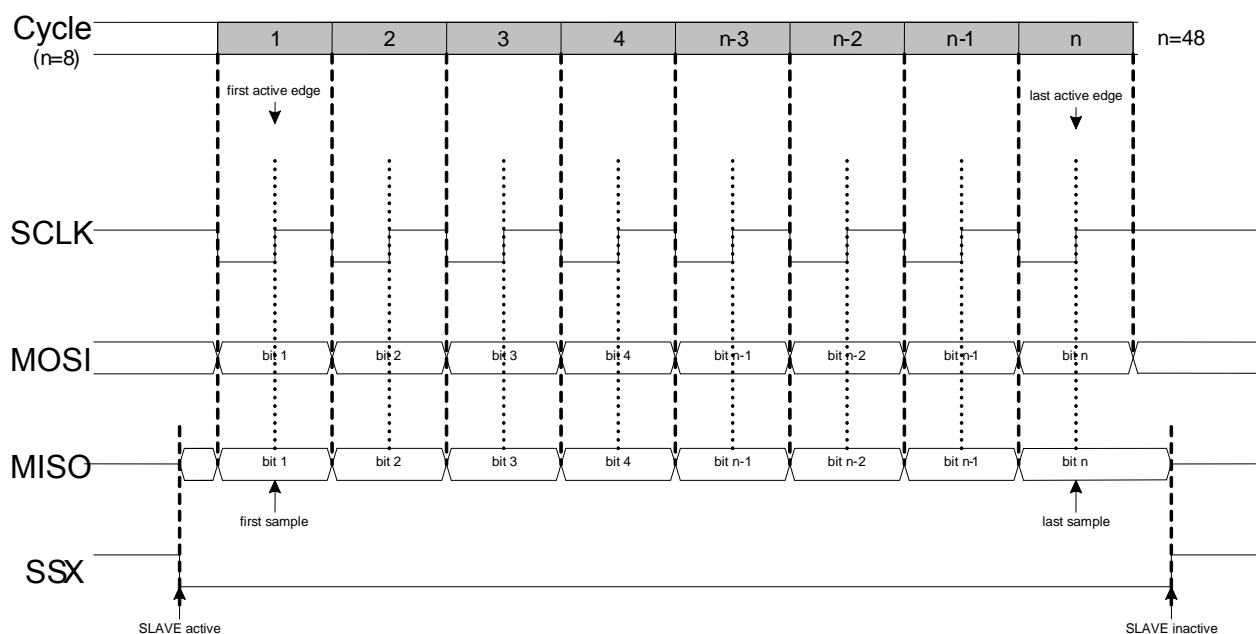 Cycle
(n=8)
1 2 3 4 n-3 n-2 n-1 n
n=48
first active edge
last active edge
SCLK
MOSI
bit 1 bit 2 bit 3 bit 4 bit n-1 bit n-2 bit n-1 bit n
MISO
bit 1 bit 2 bit 3 bit 4 bit n-1 bit n-2 bit n-1 bit n
first sample
last sample
SSX
SLAVE active
SLAVE inactive